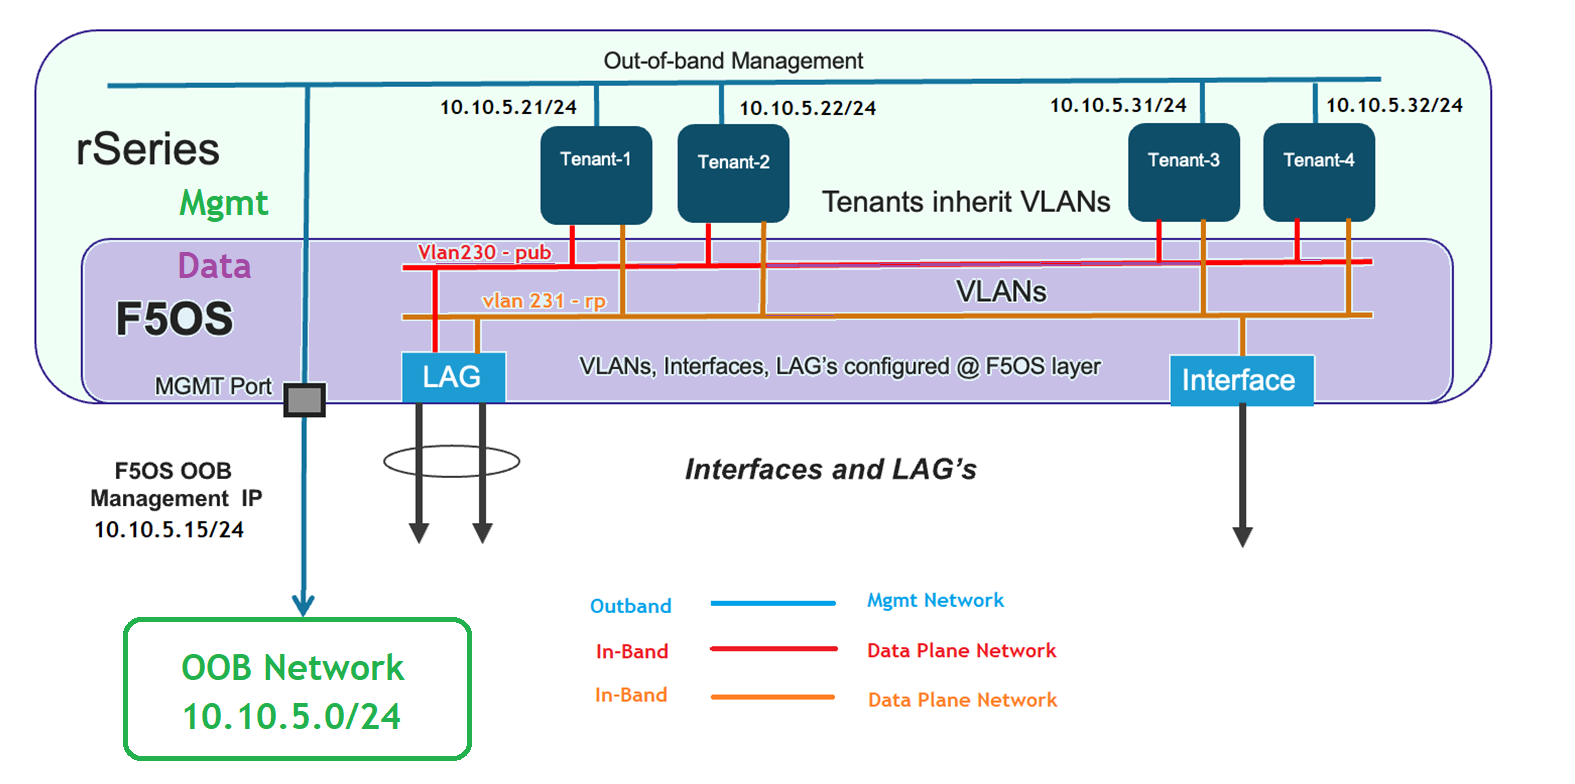 Out-of-band Management
10.10.5.21/24
10.10.5.22/24
10.10.5.31/24
10.10.5.32/24
rSeries
Tenant-1
Tenant-2
Tenant-3
Tenant-4
Mgmt
Tenants inherit VLANs
Data
Vlan230 - pub
F5OS
vlan 231 - rp
VLANs
MGMT Port
LAG
VLANs, Interfaces, LAG's configured @ F5OS layer
Interface
F5OS OOB
Management IP
10.10.5.15/24
Interfaces and LAG's
OOB Network
10.10.5.0/24
Outband
Mgmt Network
In-Band
Data Plane Network
In-Band
Data Plane Network